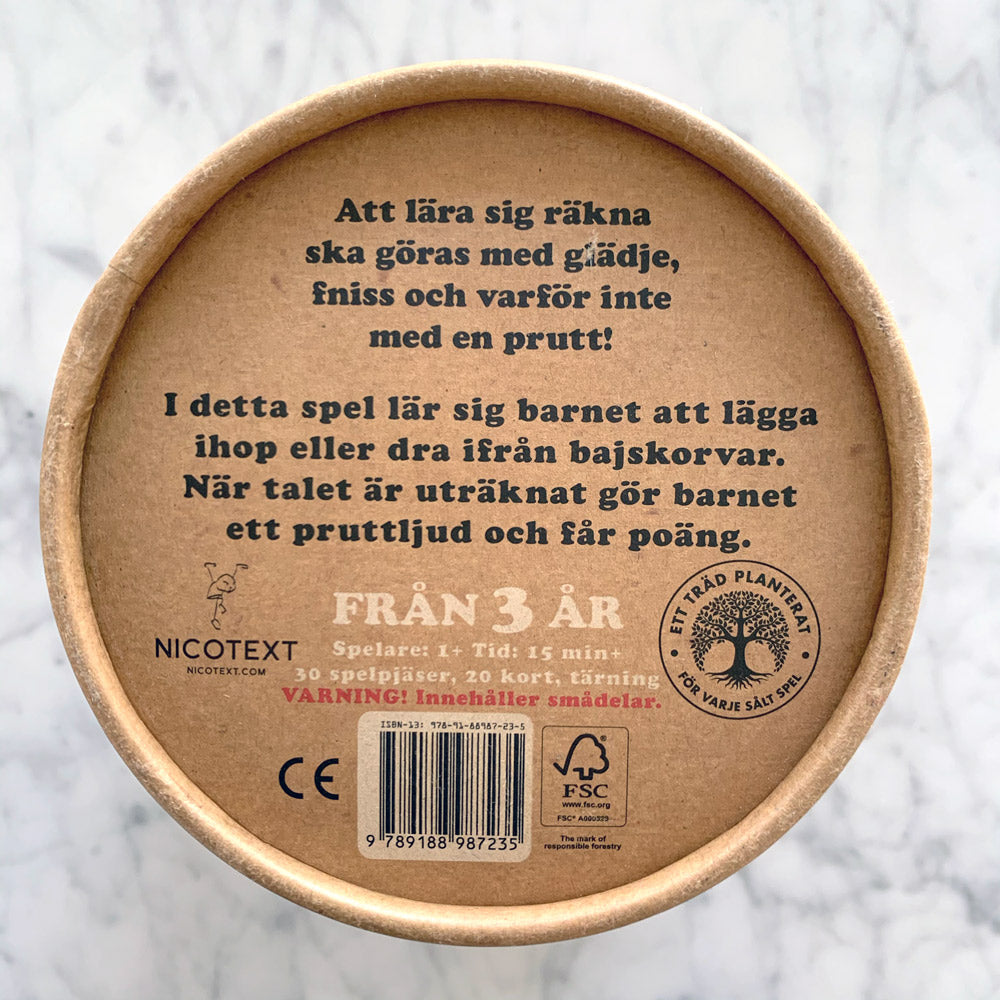 Att lära sig räkna
ska göras med glädje,
fniss och varför inte
med en prutt!
I detta spel lär sig barnet att lägga
ihop eller dra ifrån bajskorvar.
När talet är uträknat gör barnet
ett pruttljud och får poäng.
NICOTEXT
NICOTEXT.COM
FRÅN 3 ÅR
Spelare: 1+ Tid: 15 min+
30 spelpjäser, 20 kort, tärning
VARNING! Innehåller smådelar.
ETT TRÄD PLANTERAT
• FÖR VARJE SÅLT SPEL •
CE
ISBN-13: 978-91-88987-23-5
9 789188 987235
FSC
www.fsc.org
FSC® A000529
The mark of
responsible forestry